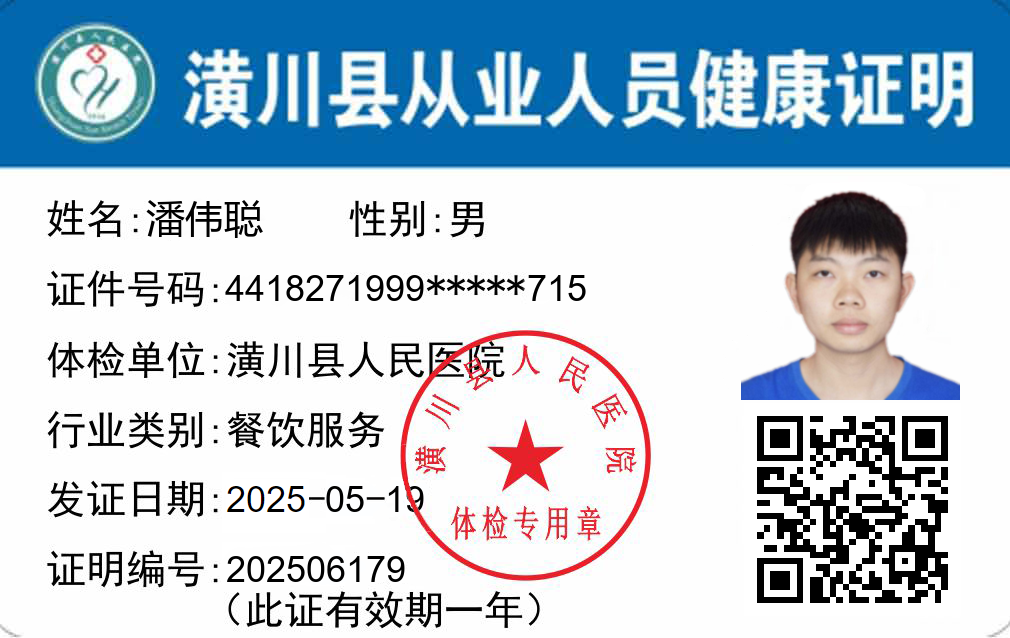 潢川县从业人员健康证明
姓名:潘伟聪 性别:男
证件号码:4418271999*****715
体检单位:潢川县人民医院
行业类别:餐饮服务
发证日期:2025-05-19
证明编号:202506179
（此证有效期一年）
潢川县人民医院
体检专用章